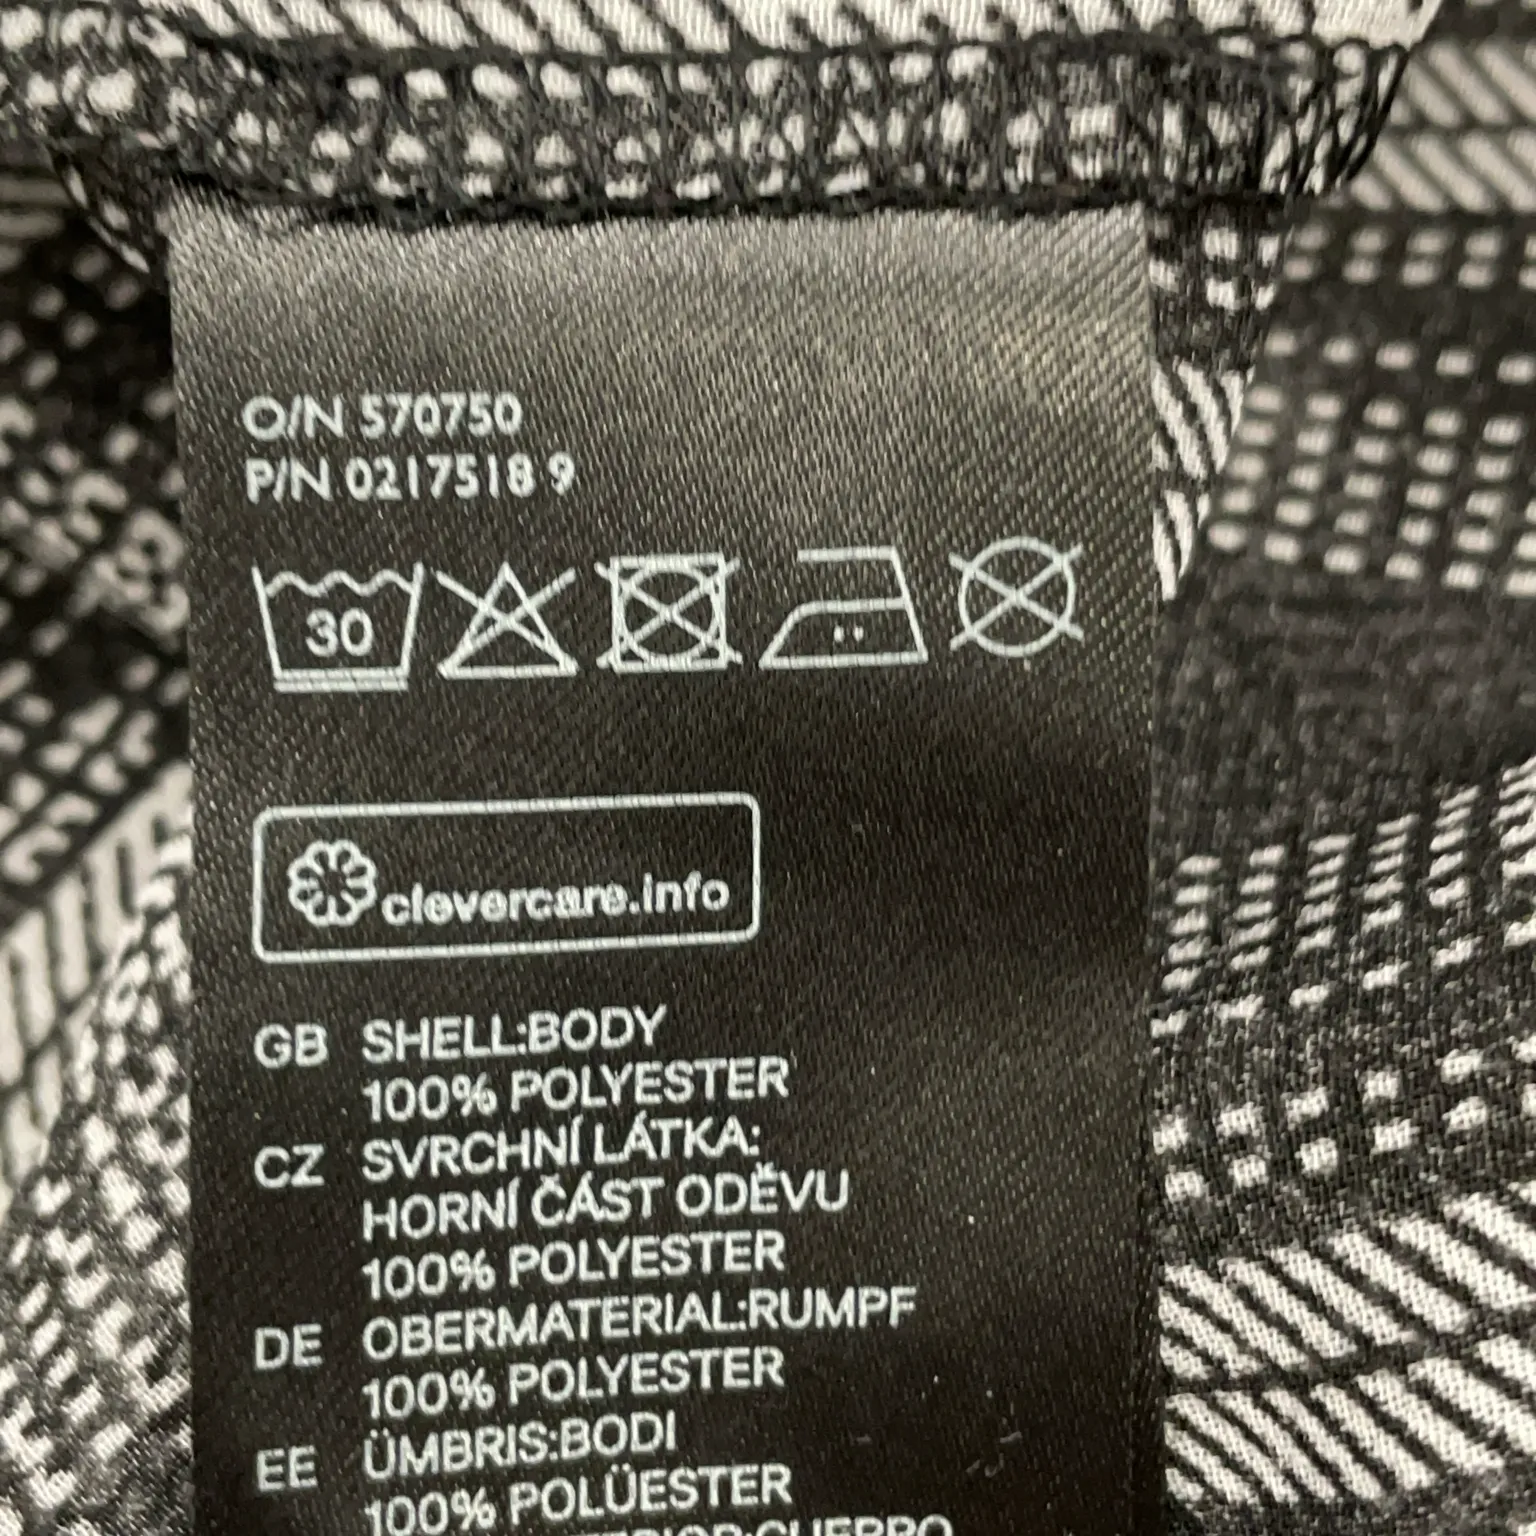 O/N 570750
P/N 0217518 9
30
clevercare.info
GB SHELL:BODY
100% POLYESTER
CZ SVRCHNÍ LÁTKA:
HORNÍ ČÁST ODĚVU
100% POLYESTER
DE OBERMATERIAL:RUMPF
100% POLYESTER
EE ÜMBRIS:BODI
100% POLÜESTER